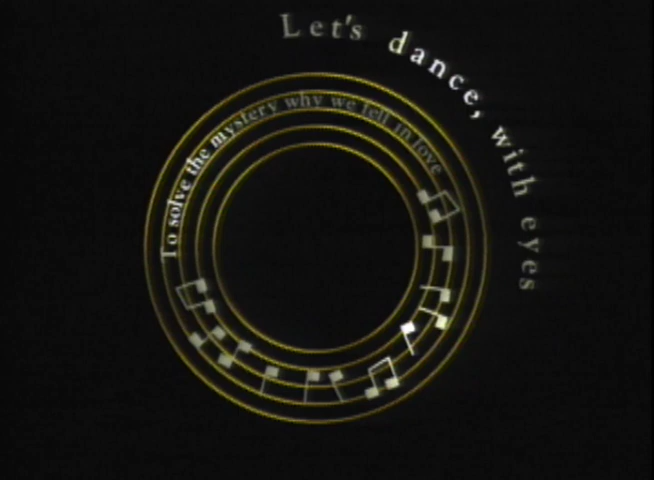 Let's dance, with eyes
To solve the mystery why we fell in love